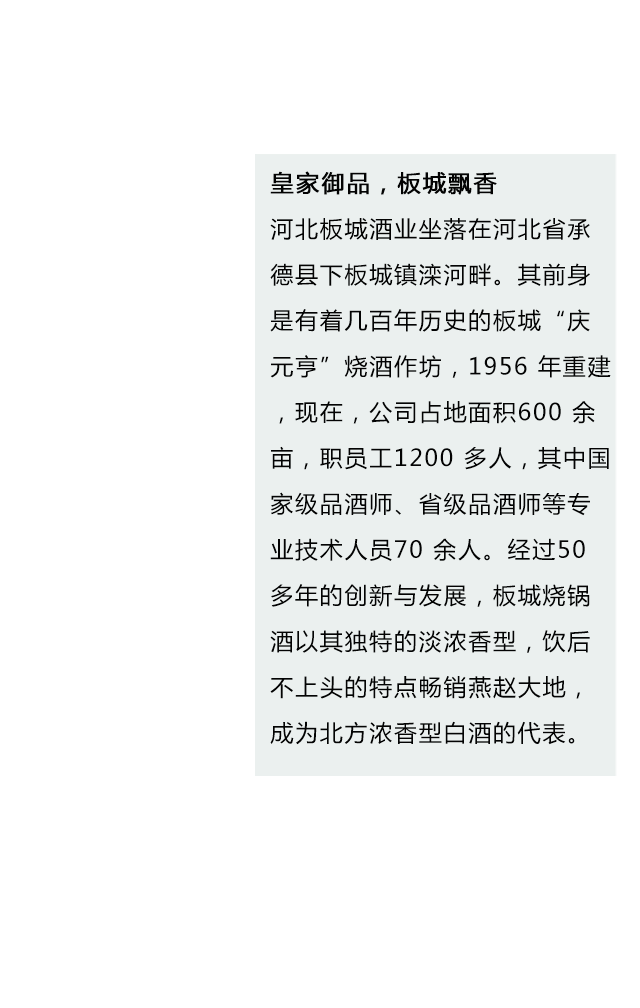 皇家御品，板城飘香
河北板城酒业坐落在河北省承
德县下板城镇滦河畔。其前身
是有着几百年历史的板城“庆
元亨”烧酒作坊，1956 年重建
，现在，公司占地面积600 余
亩，职员工1200 多人，其中国
家级品酒师、省级品酒师等专
业技术人员70 余人。经过50
多年的创新与发展，板城烧锅
酒以其独特的淡浓香型，饮后
不上头的特点畅销燕赵大地，
成为北方浓香型白酒的代表。